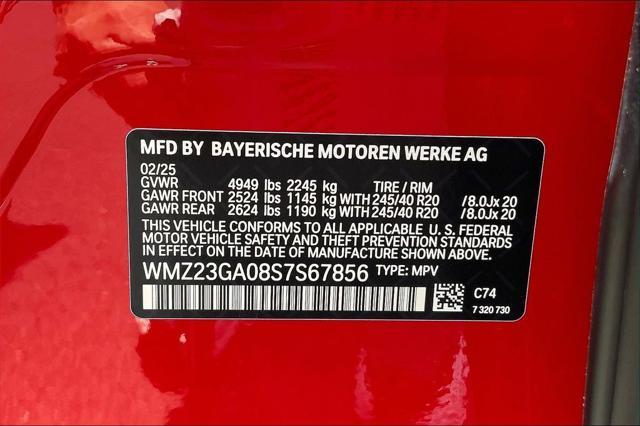 MFD BY BAYERISCHE MOTOREN WERKE AG
02/25
GVWR 4949 lbs 2245 kg TIRE / RIM
GAWR FRONT 2524 lbs 1145 kg WITH 245/40 R20 /8.0Jx 20
GAWR REAR 2624 lbs 1190 kg WITH 245/40 R20 /8.0Jx 20
THIS VEHICLE CONFORMS TO ALL APPLICABLE U. S. FEDERAL
MOTOR VEHICLE SAFETY AND THEFT PREVENTION STANDARDS
IN EFFECT ON THE DATE OF MANUFACTURE SHOWN ABOVE.
WMZ23GA08S7S67856 TYPE: MPV
C74
7 320 730